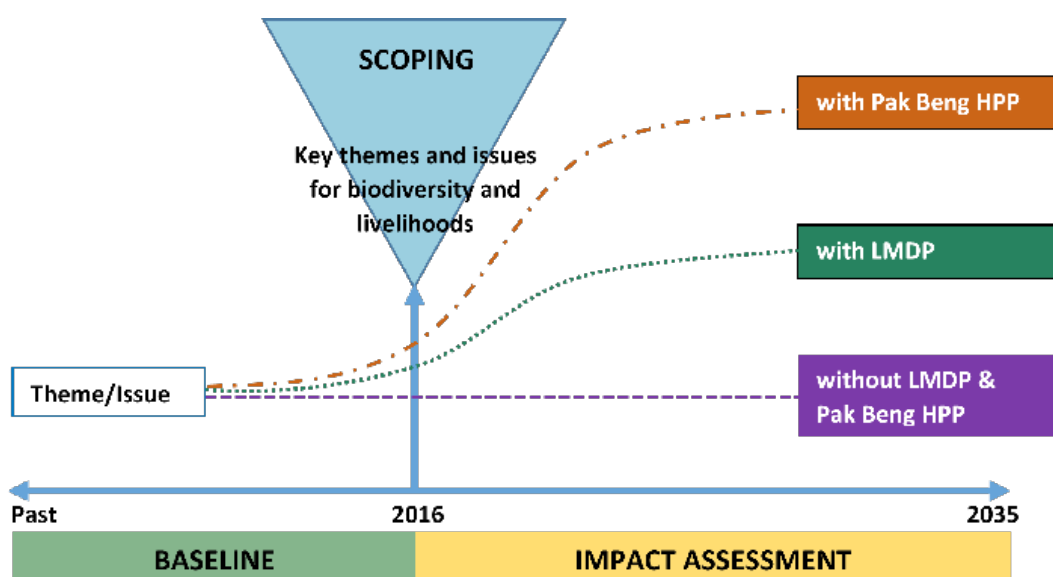 SCOPING
Key themes and issues
for biodiversity and
livelihoods
with Pak Beng HPP
with LMDP
Theme/Issue
without LMDP &
Pak Beng HPP
Past
2016
2035
BASELINE
IMPACT ASSESSMENT